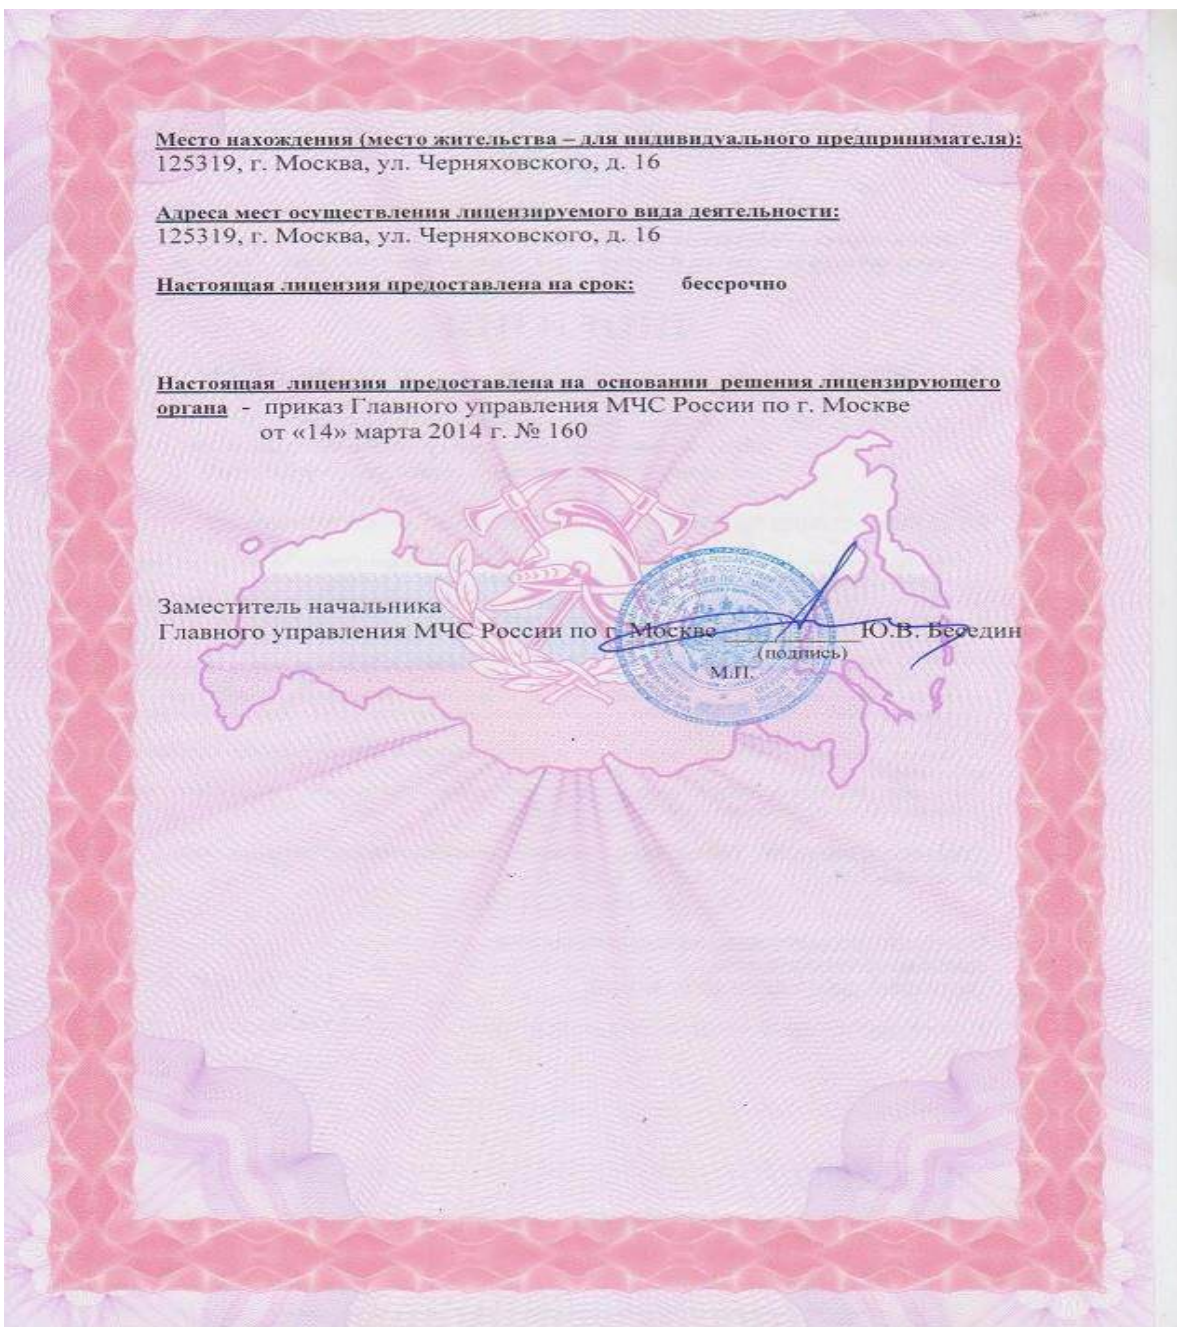 Место нахождения (место жительства – для индивидуального предпринимателя):
125319, г. Москва, ул. Черняховского, д. 16
Адреса мест осуществления лицензируемого вида деятельности:
125319, г. Москва, ул. Черняховского, д. 16
Настоящая лицензия предоставлена на срок: бессрочно
Настоящая лицензия предоставлена на основании решения лицензирующего
органа - приказ Главного управления МЧС России по г. Москве
от «14» марта 2014 г. № 160
Заместитель начальника
Главного управления МЧС России по г. Москве ____________ Ю.В. Беседин
(подпись)
М.П.